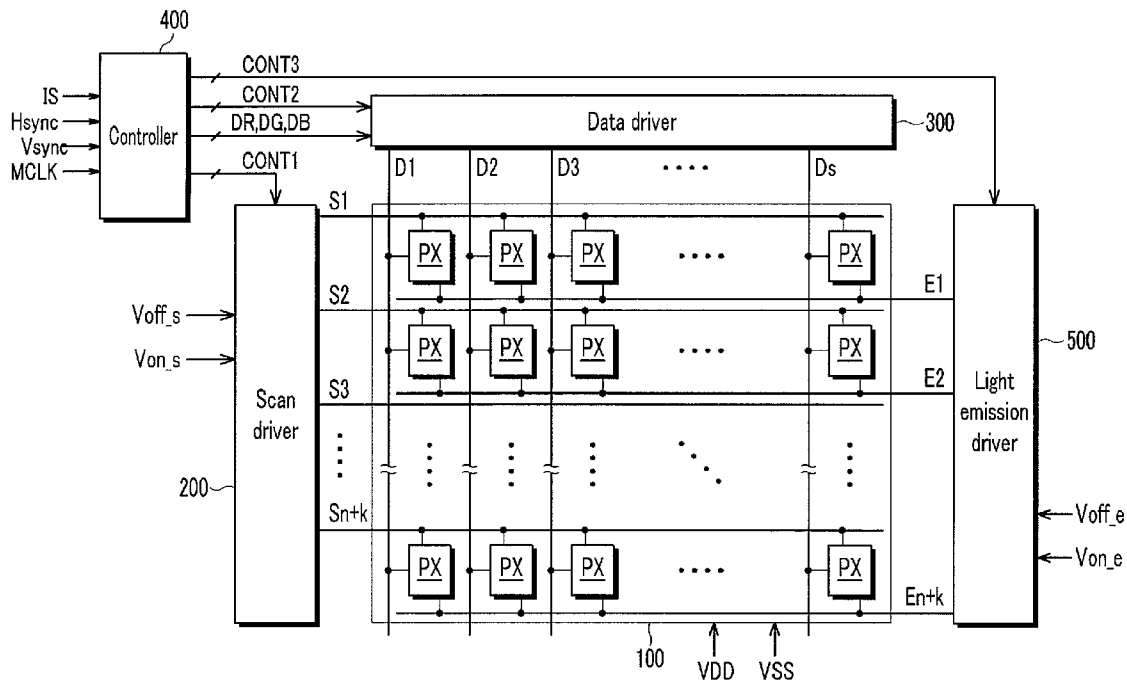 400
CONT3
IS
CONT2
Hsync
Controller
DR,DG,DB
Data driver
300
Vsync
MCLK
CONT1
D1
D2
D3
Ds
S1
PX
PX
PX
PX
S2
E1
Voff_s
500
PX
PX
PX
PX
Von_s
S3
E2
Scan
driver
Light
emission
driver
200
Sn+k
Voff_e
PX
PX
PX
PX
Von_e
En+k
100
VDD
VSS